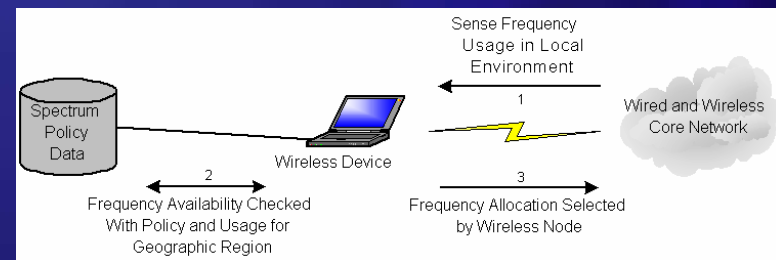 Sense Frequency
Usage in Local
Environment
1
Spectrum
Policy
Data
Wireless Device
Wired and Wireless
Core Network
2
Frequency Availability Checked
With Policy and Usage for
Geographic Region
3
Frequency Allocation Selected
by Wireless Node